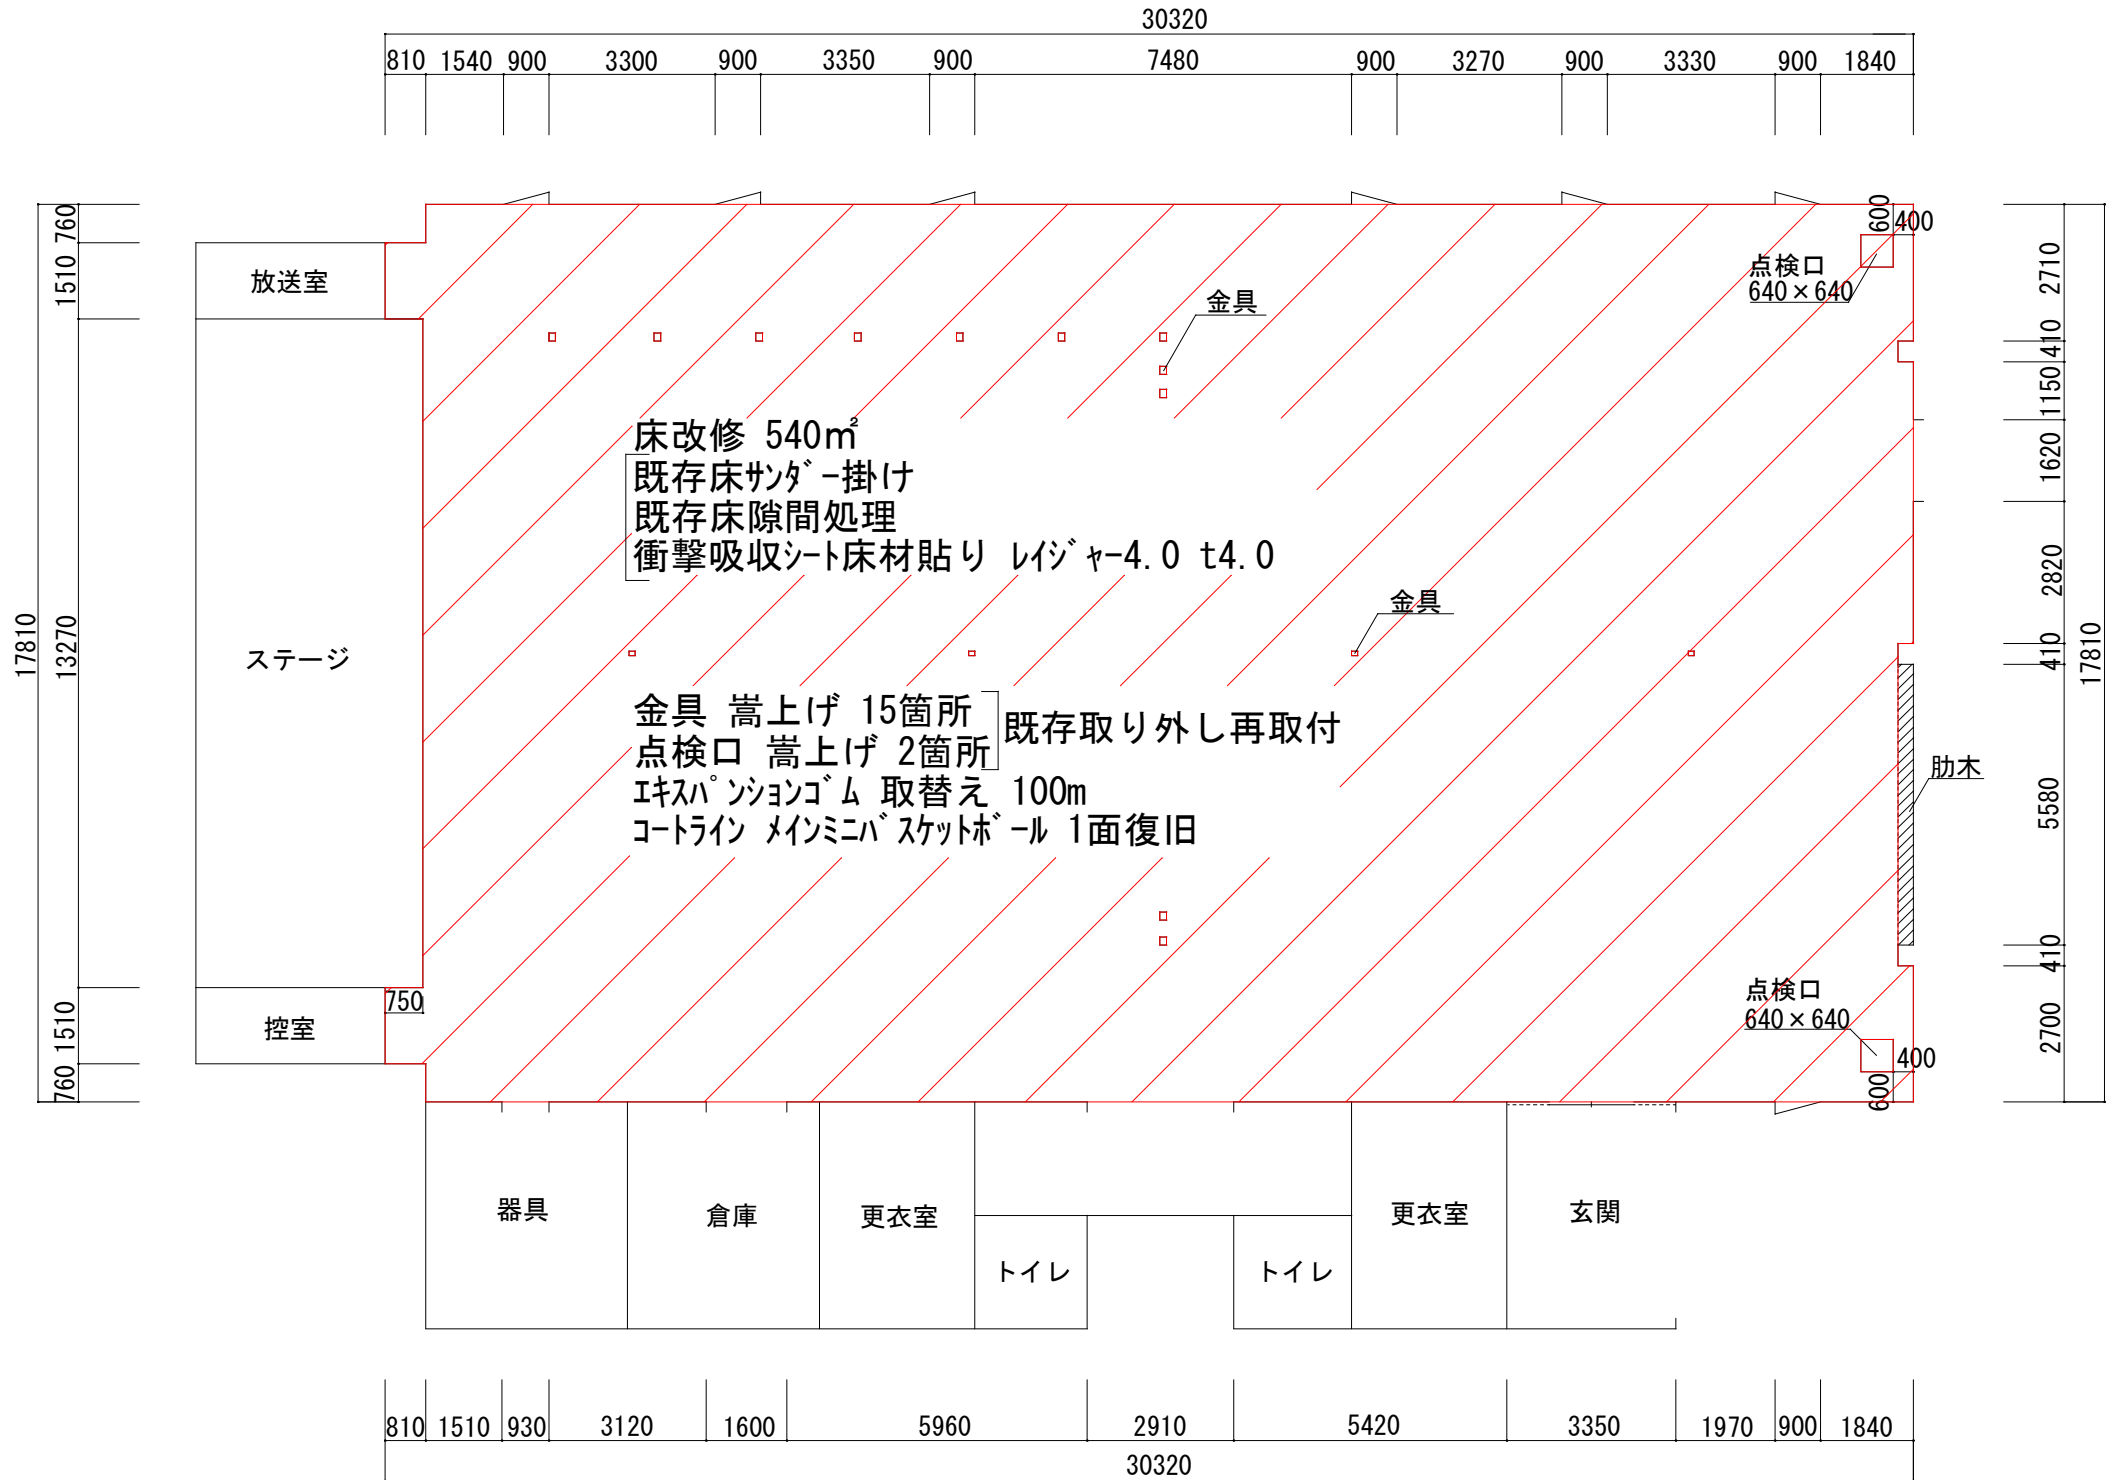 30320
810 1540 900 3300 900 3350 900 7480 900 3270 900 3330 900 1840
760
1510
13270
1510
760
17810
放送室
ステージ
控室
750
金具
点検口
640×640
600
400
床改修 540㎡
既存床サンダー掛け
既存床隙間処理
衝撃吸収シート床材貼り レイジャー4.0 t4.0
金具
金具 嵩上げ 15箇所
点検口 嵩上げ 2箇所
既存取り外し再取付
エキスパンションゴム 取替え 100m
コートライン メインミニバスケットボール 1面復旧
肋木
点検口
640×640
400
600
2710
410
1150
1620
2820
410
5580
410
2700
17810
器具
倉庫
更衣室
トイレ
トイレ
更衣室
玄関
810 1510 930 3120 1600 5960 2910 5420 3350 1970 900 1840
30320